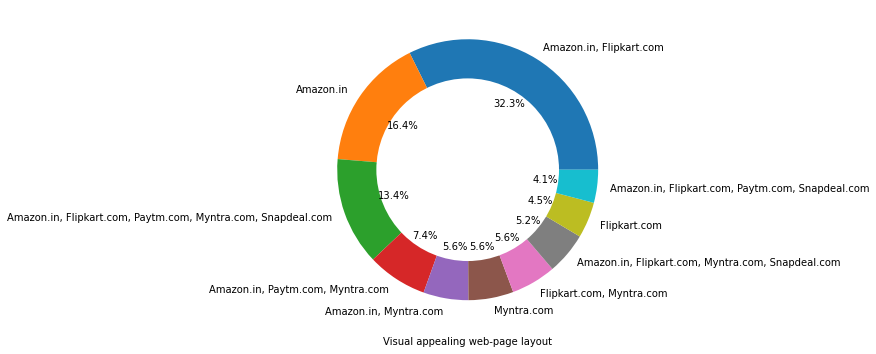 Amazon.in, Flipkart.com
32.3%
Amazon.in
16.4%
Amazon.in, Flipkart.com, Paytm.com, Myntra.com, Snapdeal.com
13.4%
Amazon.in, Paytm.com, Myntra.com
7.4%
Amazon.in, Myntra.com
5.6%
Myntra.com
5.6%
Flipkart.com, Myntra.com
5.6%
Amazon.in, Flipkart.com, Myntra.com, Snapdeal.com
5.2%
Flipkart.com
4.5%
Amazon.in, Flipkart.com, Paytm.com, Snapdeal.com
4.1%
Visual appealing web-page layout